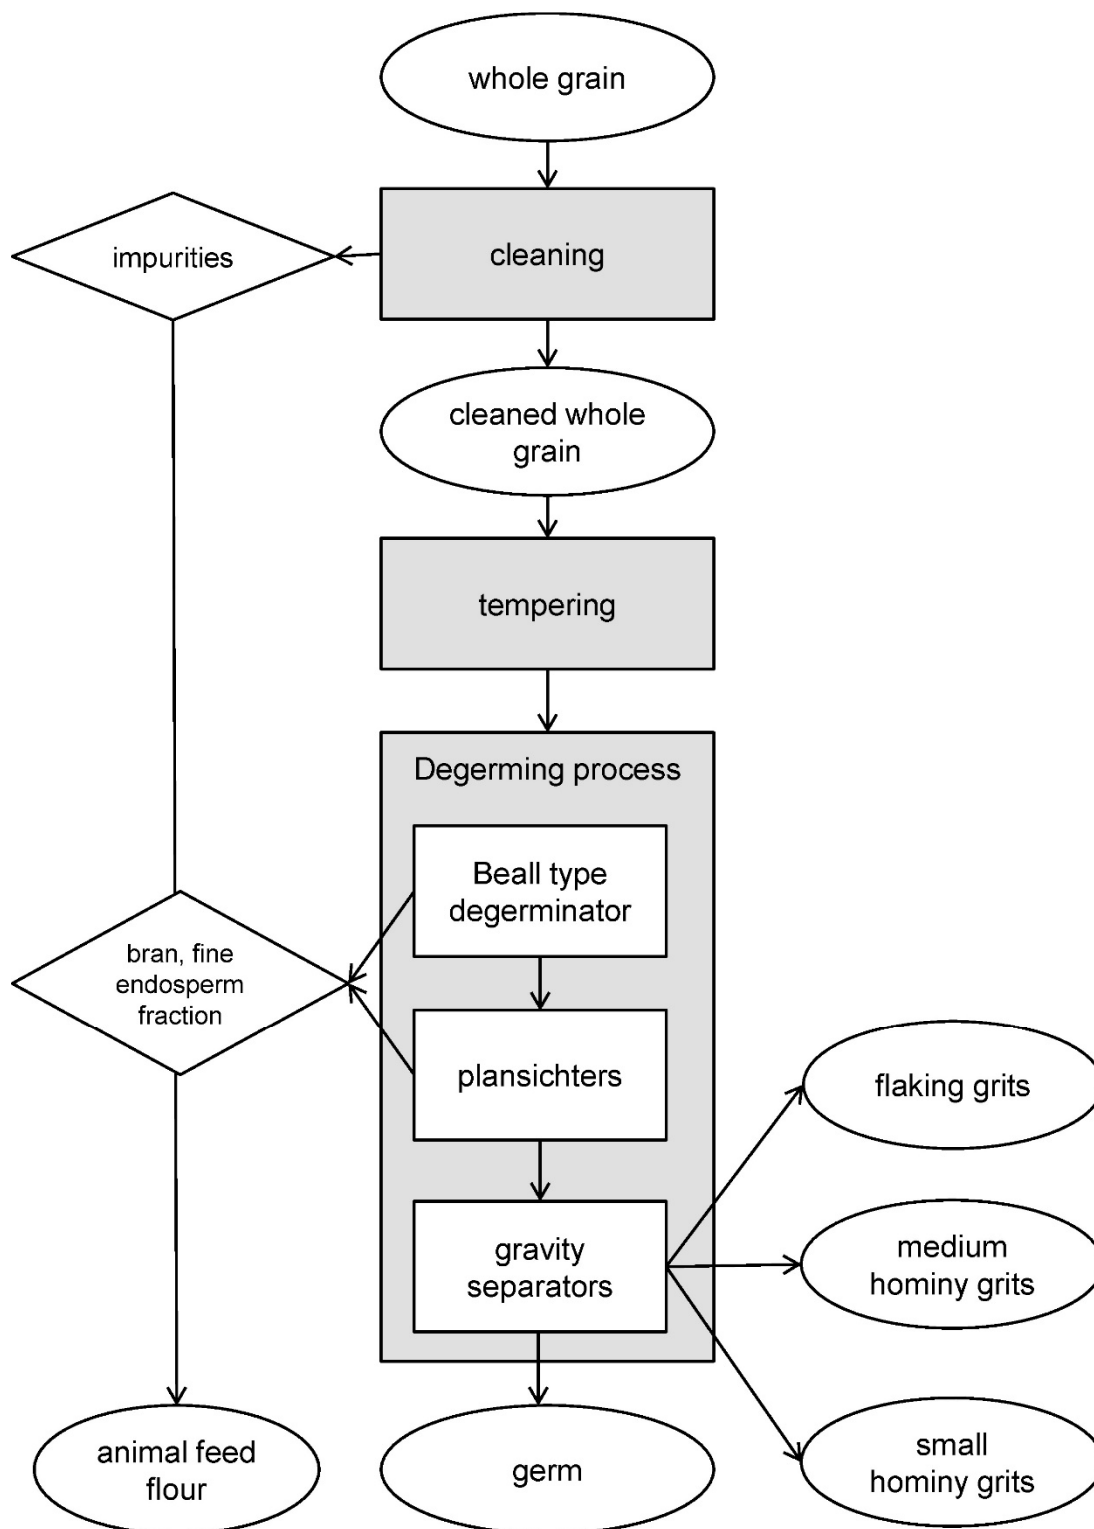 whole grain
impurities
cleaning
cleaned whole
grain
tempering
Degerming process
Beall type
degerminator
bran, fine
endosperm
fraction
plansichters
flaking grits
gravity
separators
medium
hominy grits
animal feed
flour
germ
small
hominy grits